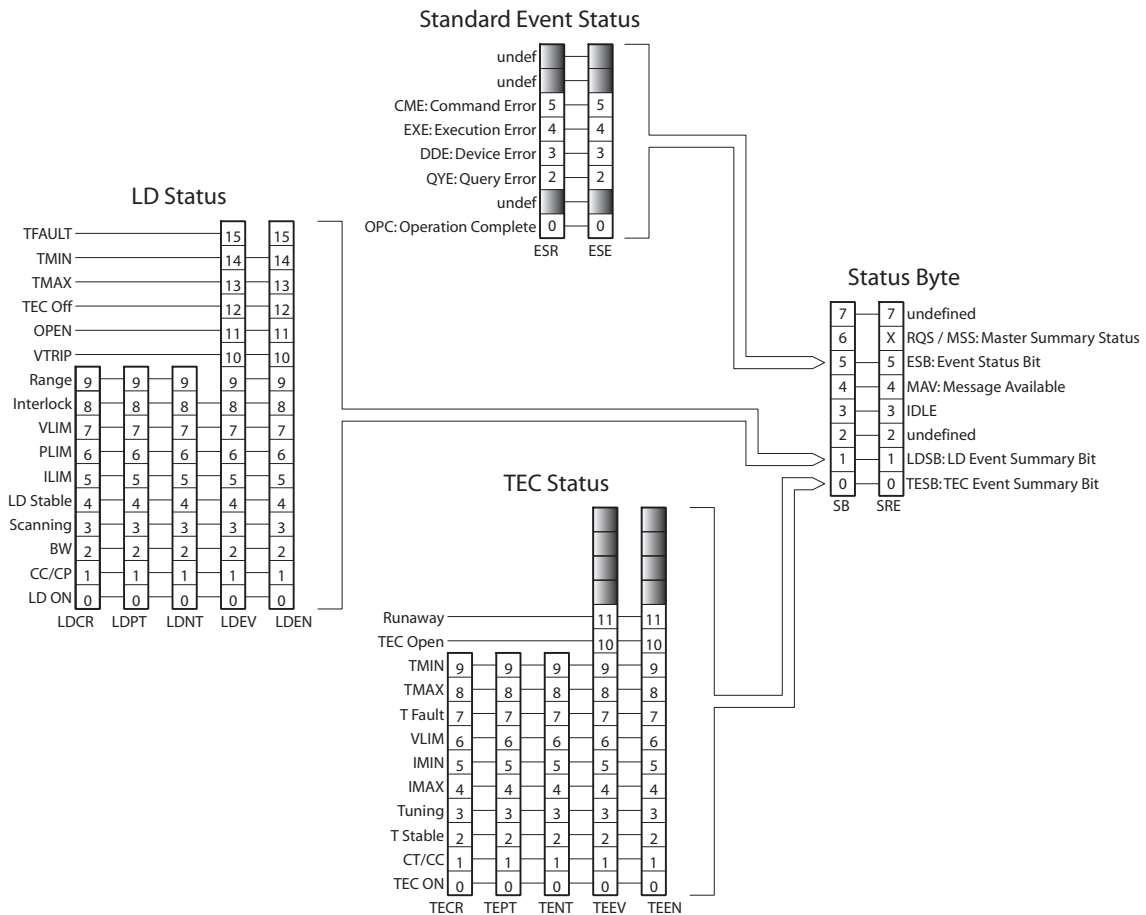 Standard Event Status
undef
undef
CME: Command Error 5 5
EXE: Execution Error 4 4
DDE: Device Error 3 3
QYE: Query Error 2 2
undef
OPC: Operation Complete 0 0
ESR ESE
LD Status
TFAULT 15 15
TMIN 14 14
TMAX 13 13
TEC Off 12 12
OPEN 11 11
VTRIP 10 10
Range 9 9 9 9 9
Interlock 8 8 8 8 8
VLIM 7 7 7 7 7
PLIM 6 6 6 6 6
ILIM 5 5 5 5 5
LD Stable 4 4 4 4 4
Scanning 3 3 3 3 3
BW 2 2 2 2 2
CC/CP 1 1 1 1 1
LD ON 0 0 0 0 0
LDCR LDPT LDNT LDEV LDEN
Status Byte
7 7 undefined
6 X RQS / MSS: Master Summary Status
5 5 ESB: Event Status Bit
4 4 MAV: Message Available
3 3 IDLE
2 2 undefined
1 1 LDSB: LD Event Summary Bit
0 0 TESB: TEC Event Summary Bit
SB SRE
TEC Status
Runaway 11 11
TEC Open 10 10
TMIN 9 9 9 9 9
TMAX 8 8 8 8 8
T Fault 7 7 7 7 7
VLIM 6 6 6 6 6
IMIN 5 5 5 5 5
IMAX 4 4 4 4 4
Tuning 3 3 3 3 3
T Stable 2 2 2 2 2
CT/CC 1 1 1 1 1
TEC ON 0 0 0 0 0
TECR TEPT TENT TEEV TEEN